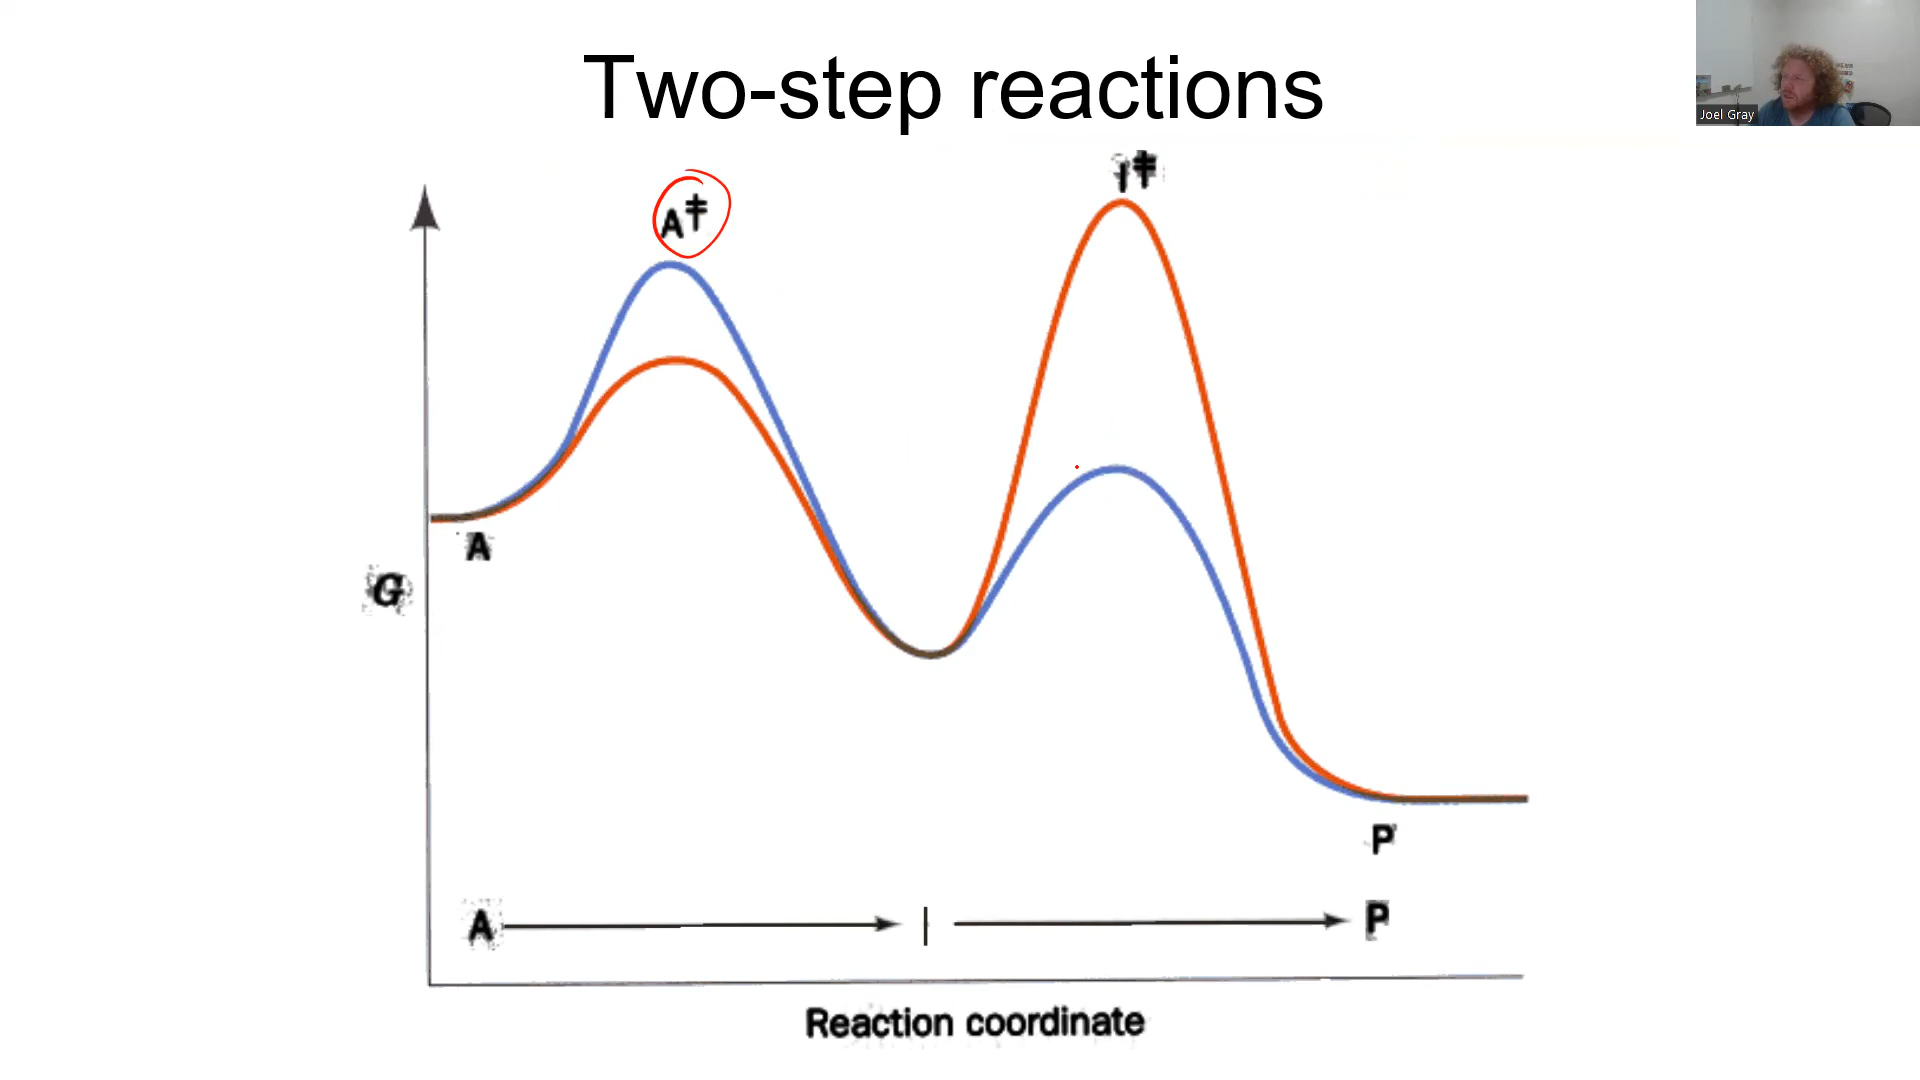 Two-step reactions
Joel Gray
A‡
I‡
A
G
P
A I P
Reaction coordinate